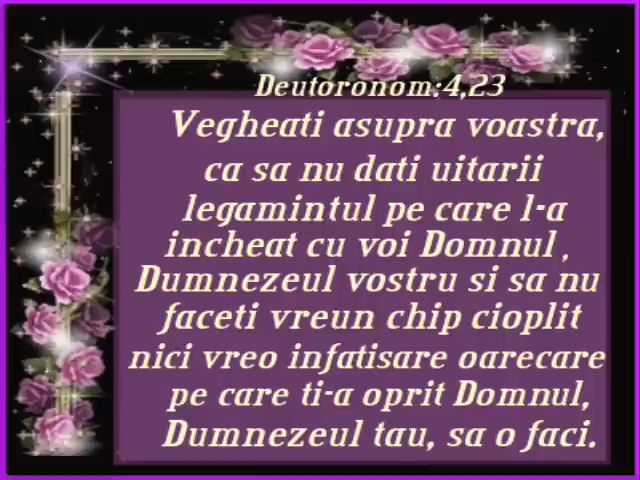 Deutoronom:4,23
Vegheati asupra voastra,
ca sa nu dati uitarii
legamintul pe care l-a
incheat cu voi Domnul ,
Dumnezeul vostru si sa nu
faceti vreun chip cioplit
nici vreo infatisare oarecare
pe care ti-a oprit Domnul,
Dumnezeul tau, sa o faci.